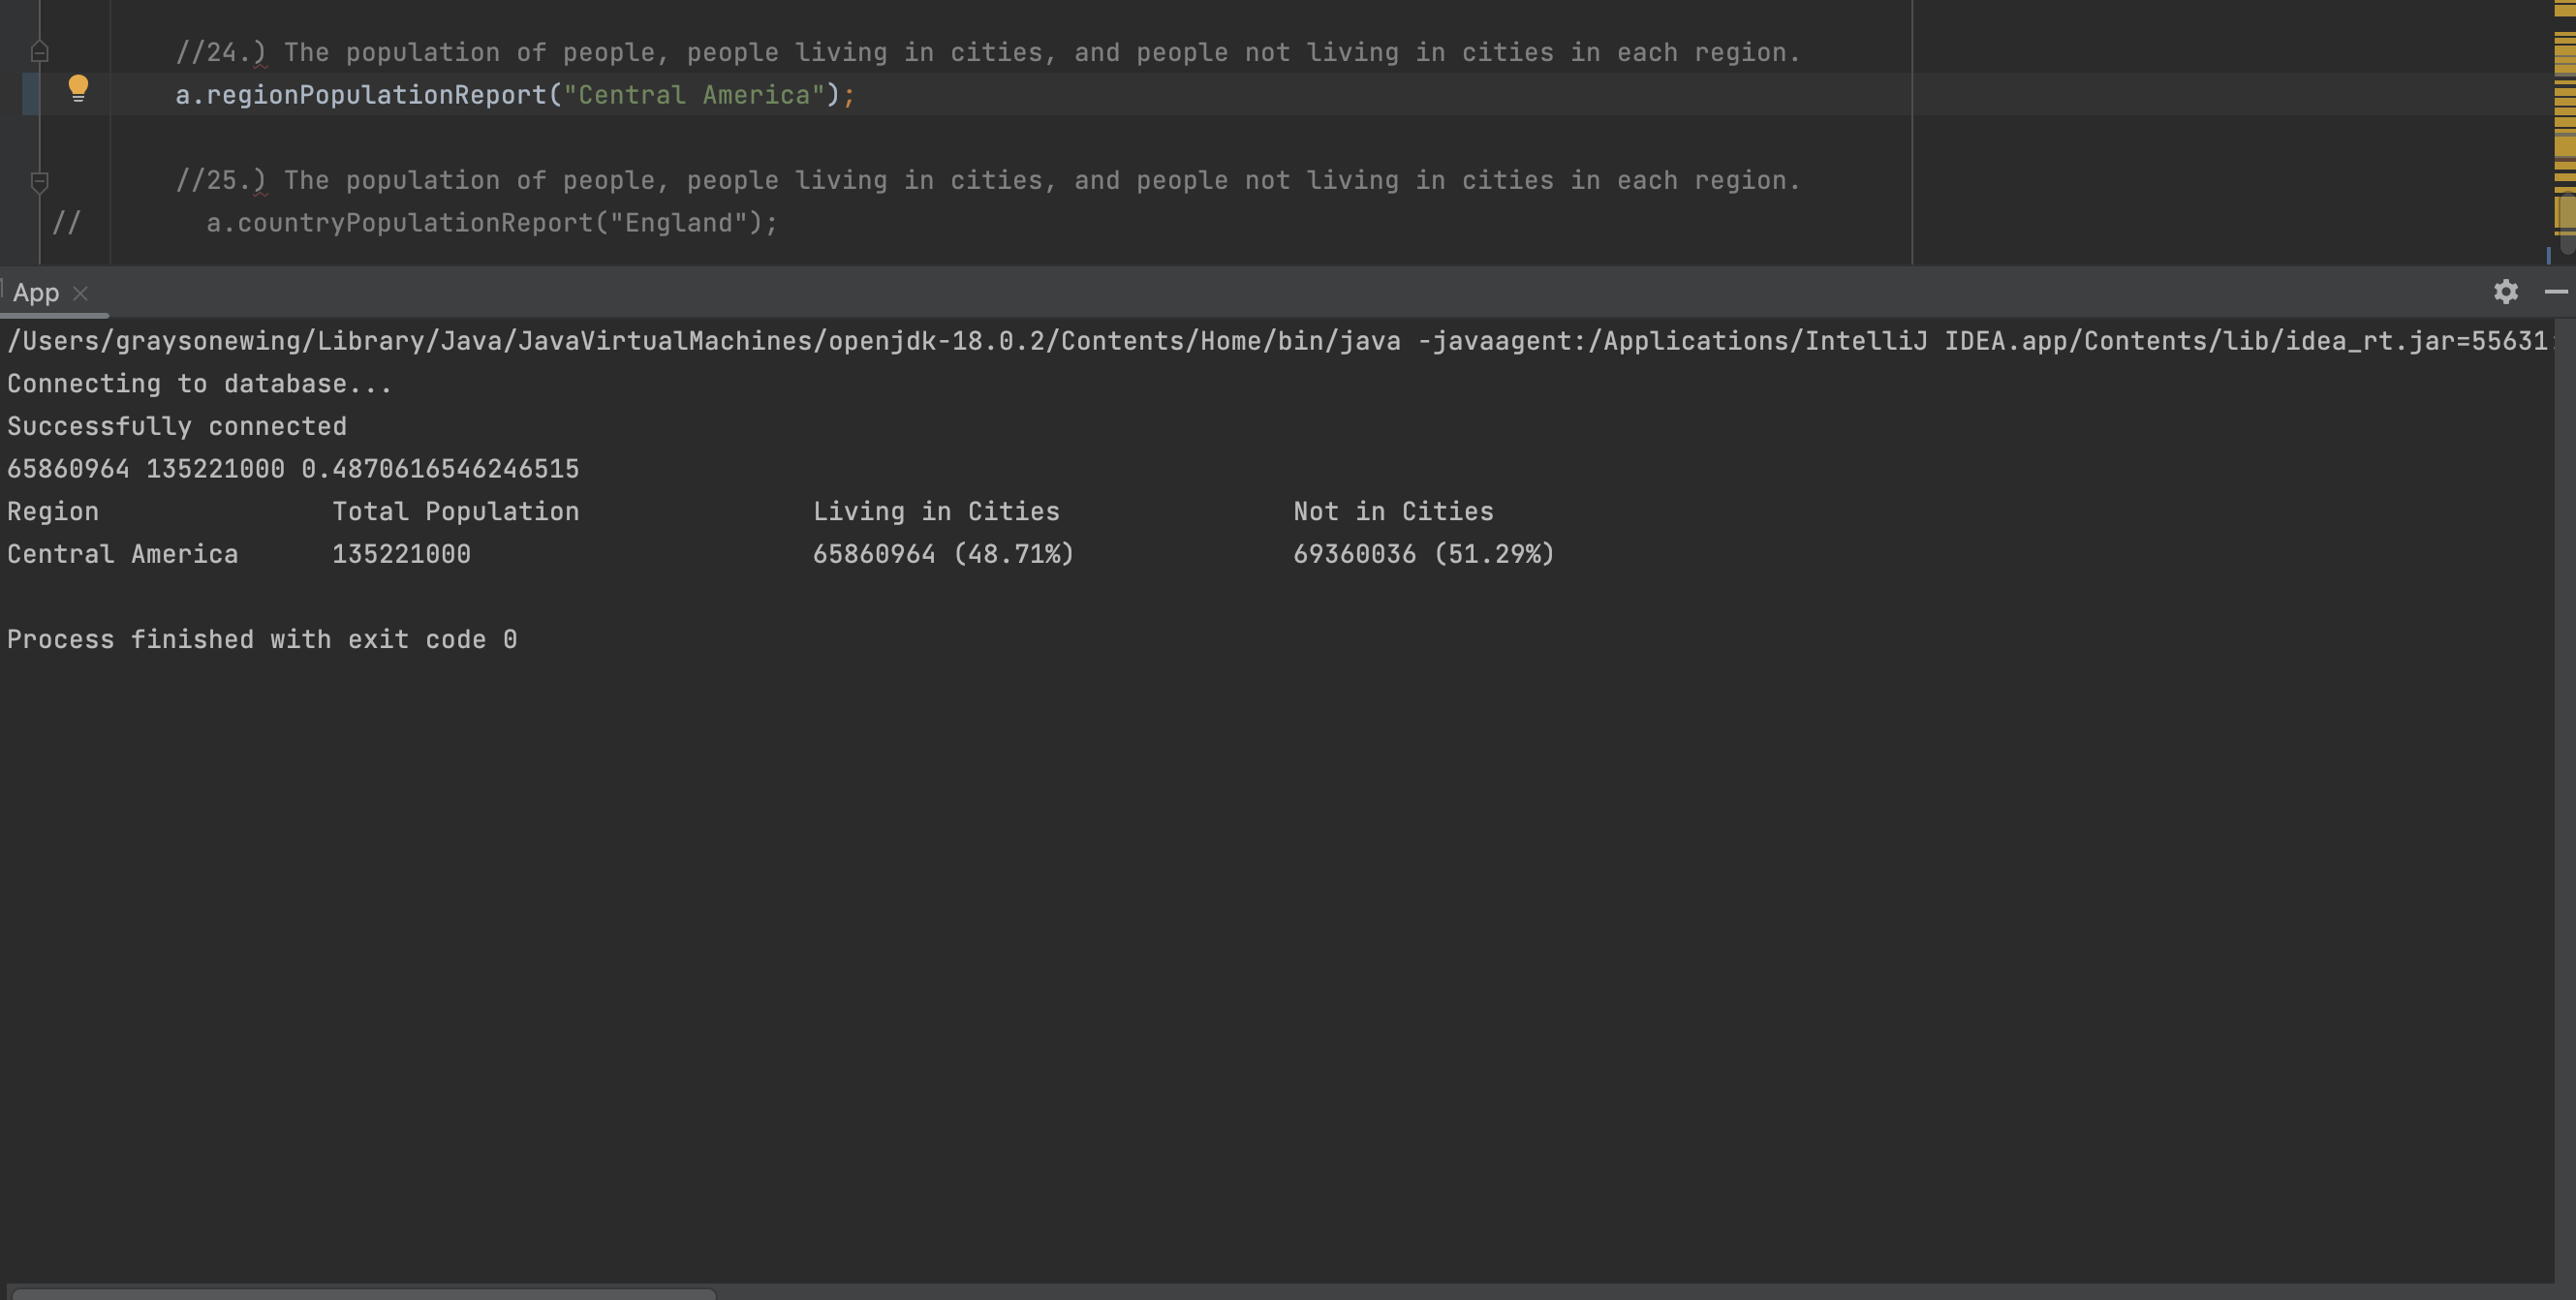 //24.) The population of people, people living in cities, and people not living in cities in each region.
a.regionPopulationReport("Central America");
//25.) The population of people, people living in cities, and people not living in cities in each region.
// a.countryPopulationReport("England");
App
/Users/graysonewing/Library/Java/JavaVirtualMachines/openjdk-18.0.2/Contents/Home/bin/java -javaagent:/Applications/IntelliJ IDEA.app/Contents/lib/idea_rt.jar=55631:
Connecting to database...
Successfully connected
65860964 135221000 0.4870616546246515
Region Total Population Living in Cities Not in Cities
Central America 135221000 65860964 (48.71%) 69360036 (51.29%)
Process finished with exit code 0